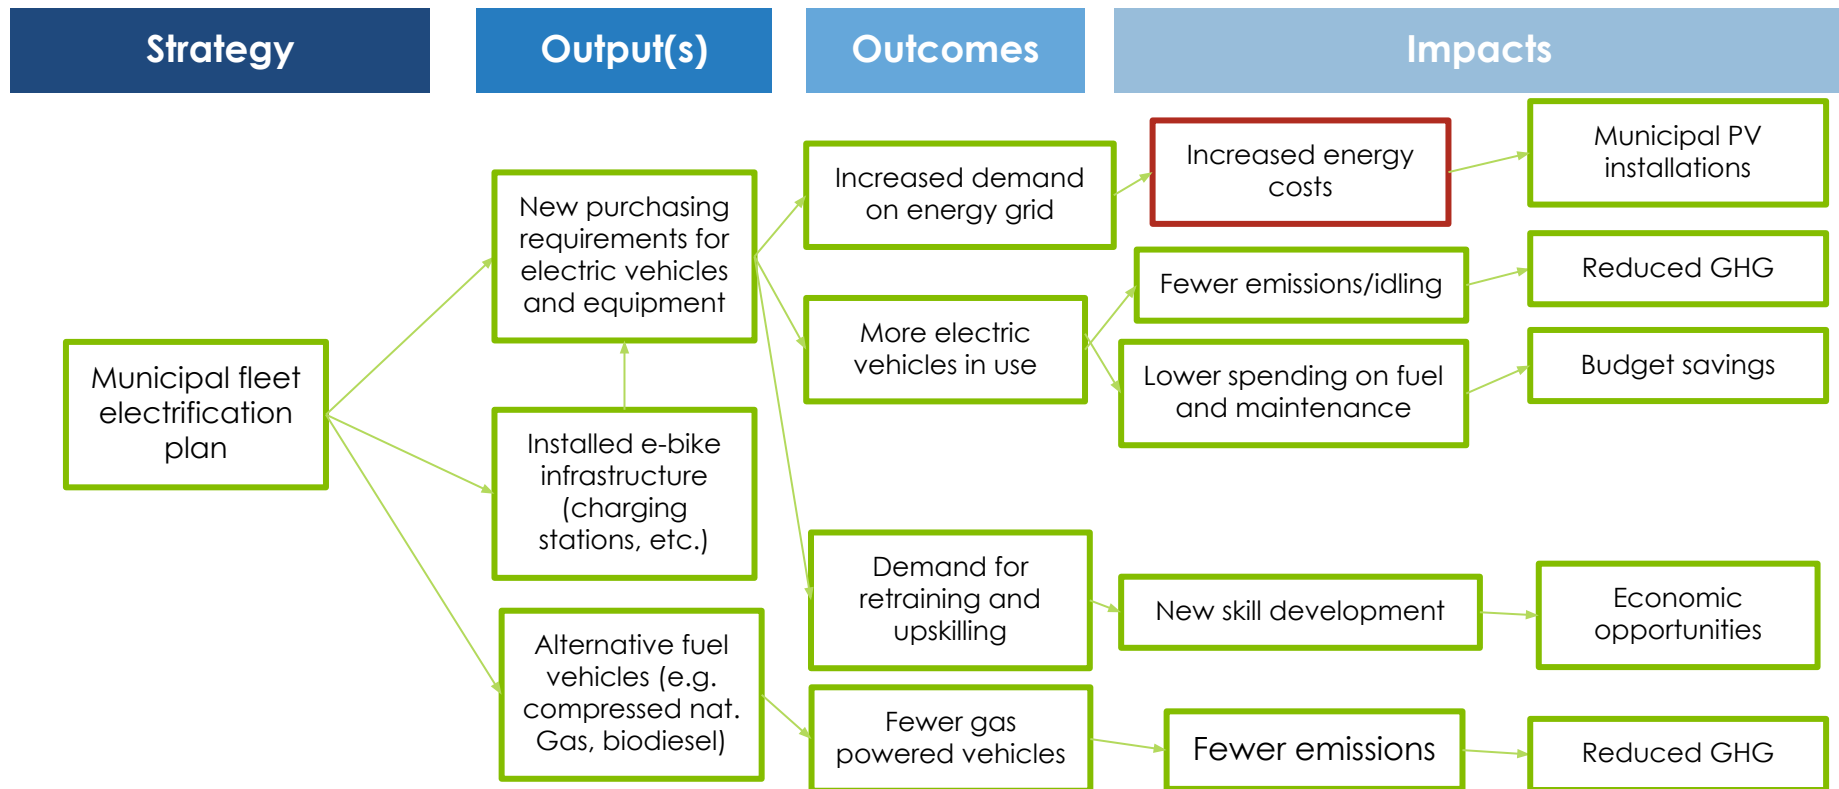 Strategy
Output(s)
Outcomes
Impacts
Municipal fleet
electrification
plan
New purchasing
requirements for
electric vehicles
and equipment
Installed e-bike
infrastructure
(charging
stations, etc.)
Alternative fuel
vehicles (e.g.
compressed nat.
Gas, biodiesel)
Increased demand
on energy grid
More electric
vehicles in use
Demand for
retraining and
upskilling
Fewer gas
powered vehicles
Increased energy
costs
Fewer emissions/idling
Lower spending on fuel
and maintenance
New skill development
Fewer emissions
Municipal PV
installations
Reduced GHG
Budget savings
Economic
opportunities
Reduced GHG